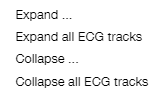 Expand ...
Expand all ECG tracks
Collapse ...
Collapse all ECG tracks